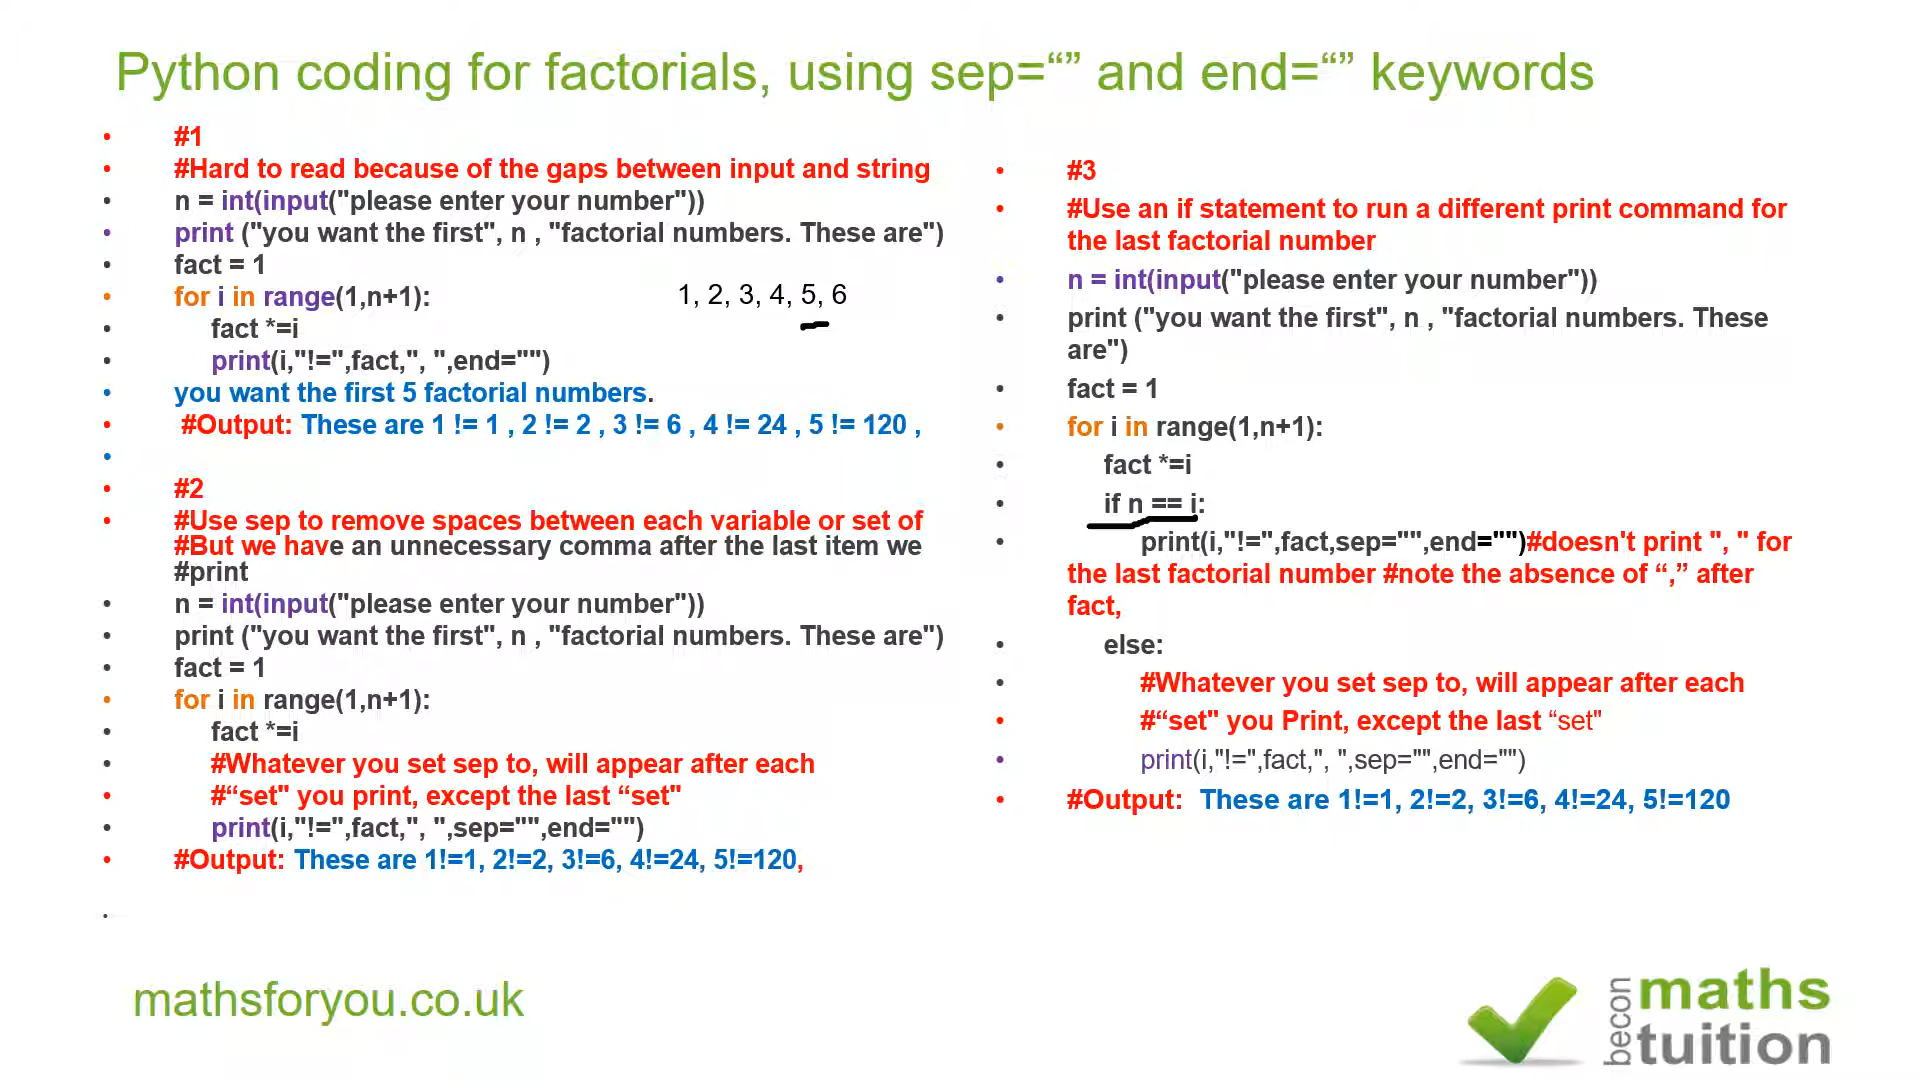 Python coding for factorials, using sep=“” and end=“” keywords
#1
#Hard to read because of the gaps between input and string
n = int(input("please enter your number"))
print ("you want the first", n , "factorial numbers. These are")
fact = 1
for i in range(1,n+1):
1, 2, 3, 4, 5, 6
fact *=i
print(i,"!=",fact,", ",end="")
you want the first 5 factorial numbers.
#Output: These are 1 != 1 , 2 != 2 , 3 != 6 , 4 != 24 , 5 != 120 ,
#2
#Use sep to remove spaces between each variable or set of
#But we have an unnecessary comma after the last item we
#print
n = int(input("please enter your number"))
print ("you want the first", n , "factorial numbers. These are")
fact = 1
for i in range(1,n+1):
fact *=i
#Whatever you set sep to, will appear after each
#“set" you print, except the last “set"
print(i,"!=",fact,", ",sep="",end="")
#Output: These are 1!=1, 2!=2, 3!=6, 4!=24, 5!=120,
#3
#Use an if statement to run a different print command for
the last factorial number
n = int(input("please enter your number"))
print ("you want the first", n , "factorial numbers. These
are")
fact = 1
for i in range(1,n+1):
fact *=i
if n == i:
print(i,"!=",fact,sep="",end="")#doesn't print ", " for
the last factorial number #note the absence of “,” after
fact,
else:
#Whatever you set sep to, will appear after each
#“set" you Print, except the last “set"
print(i,"!=",fact,", ",sep="",end="")
#Output: These are 1!=1, 2!=2, 3!=6, 4!=24, 5!=120
mathsforyou.co.uk
becon
maths
tuition